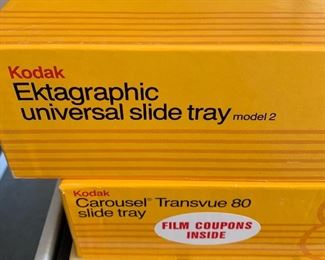 Kodak
Ektagraphic
universal slide tray model 2
Kodak
Carousel® Transvue 80
slide tray
FILM COUPONS
INSIDE